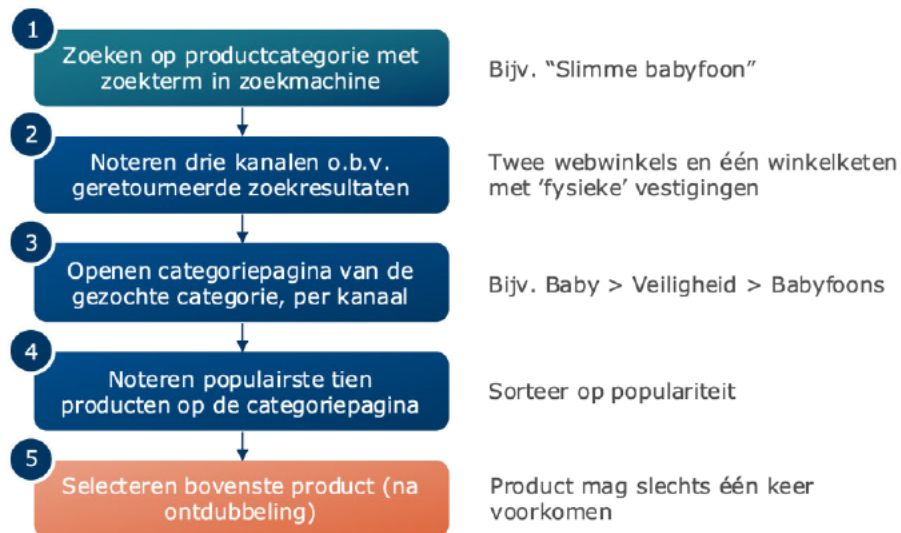 1
Zoeken op productcategorie met
zoekterm in zoekmachine
Bijv. “Slimme babyfoon”
2
Noteren drie kanalen o.b.v.
geretourneerde zoekresultaten
Twee webwinkels en één winkelketen
met ‘fysieke’ vestigingen
3
Openen categoriepagina van de
gezochte categorie, per kanaal
Bijv. Baby > Veiligheid > Babyfoons
4
Noteren populairste tien
producten op de categoriepagina
Sorteer op populariteit
5
Selecteren bovenste product (na
ontdubbeling)
Product mag slechts één keer
voorkomen